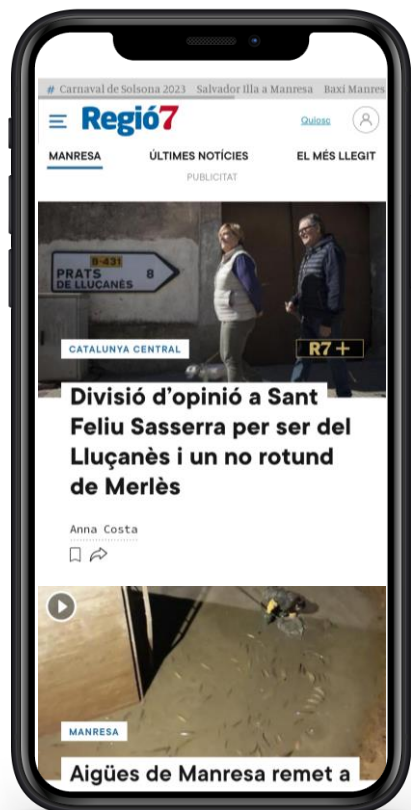 # Carnaval de Solsona 2023 Salvador Illa a Manresa Baxi Manres
Regió7
Quiosc
MANRESA ÚLTIMES NOTÍCIES EL MÉS LLEGIT
PUBLICITAT
B-431
PRATS 8
DE LLUÇANÈS
CATALUNYA CENTRAL
R7+
Divisió d'opinió a Sant
Feliu Sasserra per ser del
Lluçanès i un no rotund
de Merlès
Anna Costa
MANRESA
Aigües de Manresa remet a